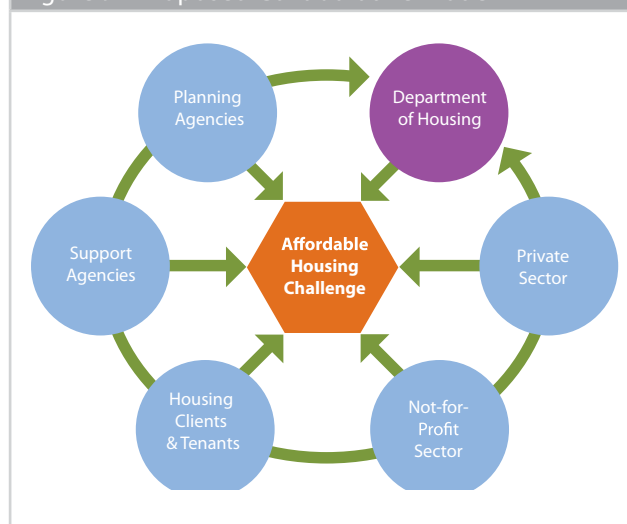 Planning
Agencies
Department
of Housing
Support
Agencies
Affordable
Housing
Challenge
Private
Sector
Housing
Clients
& Tenants
Not-for-
Profit
Sector